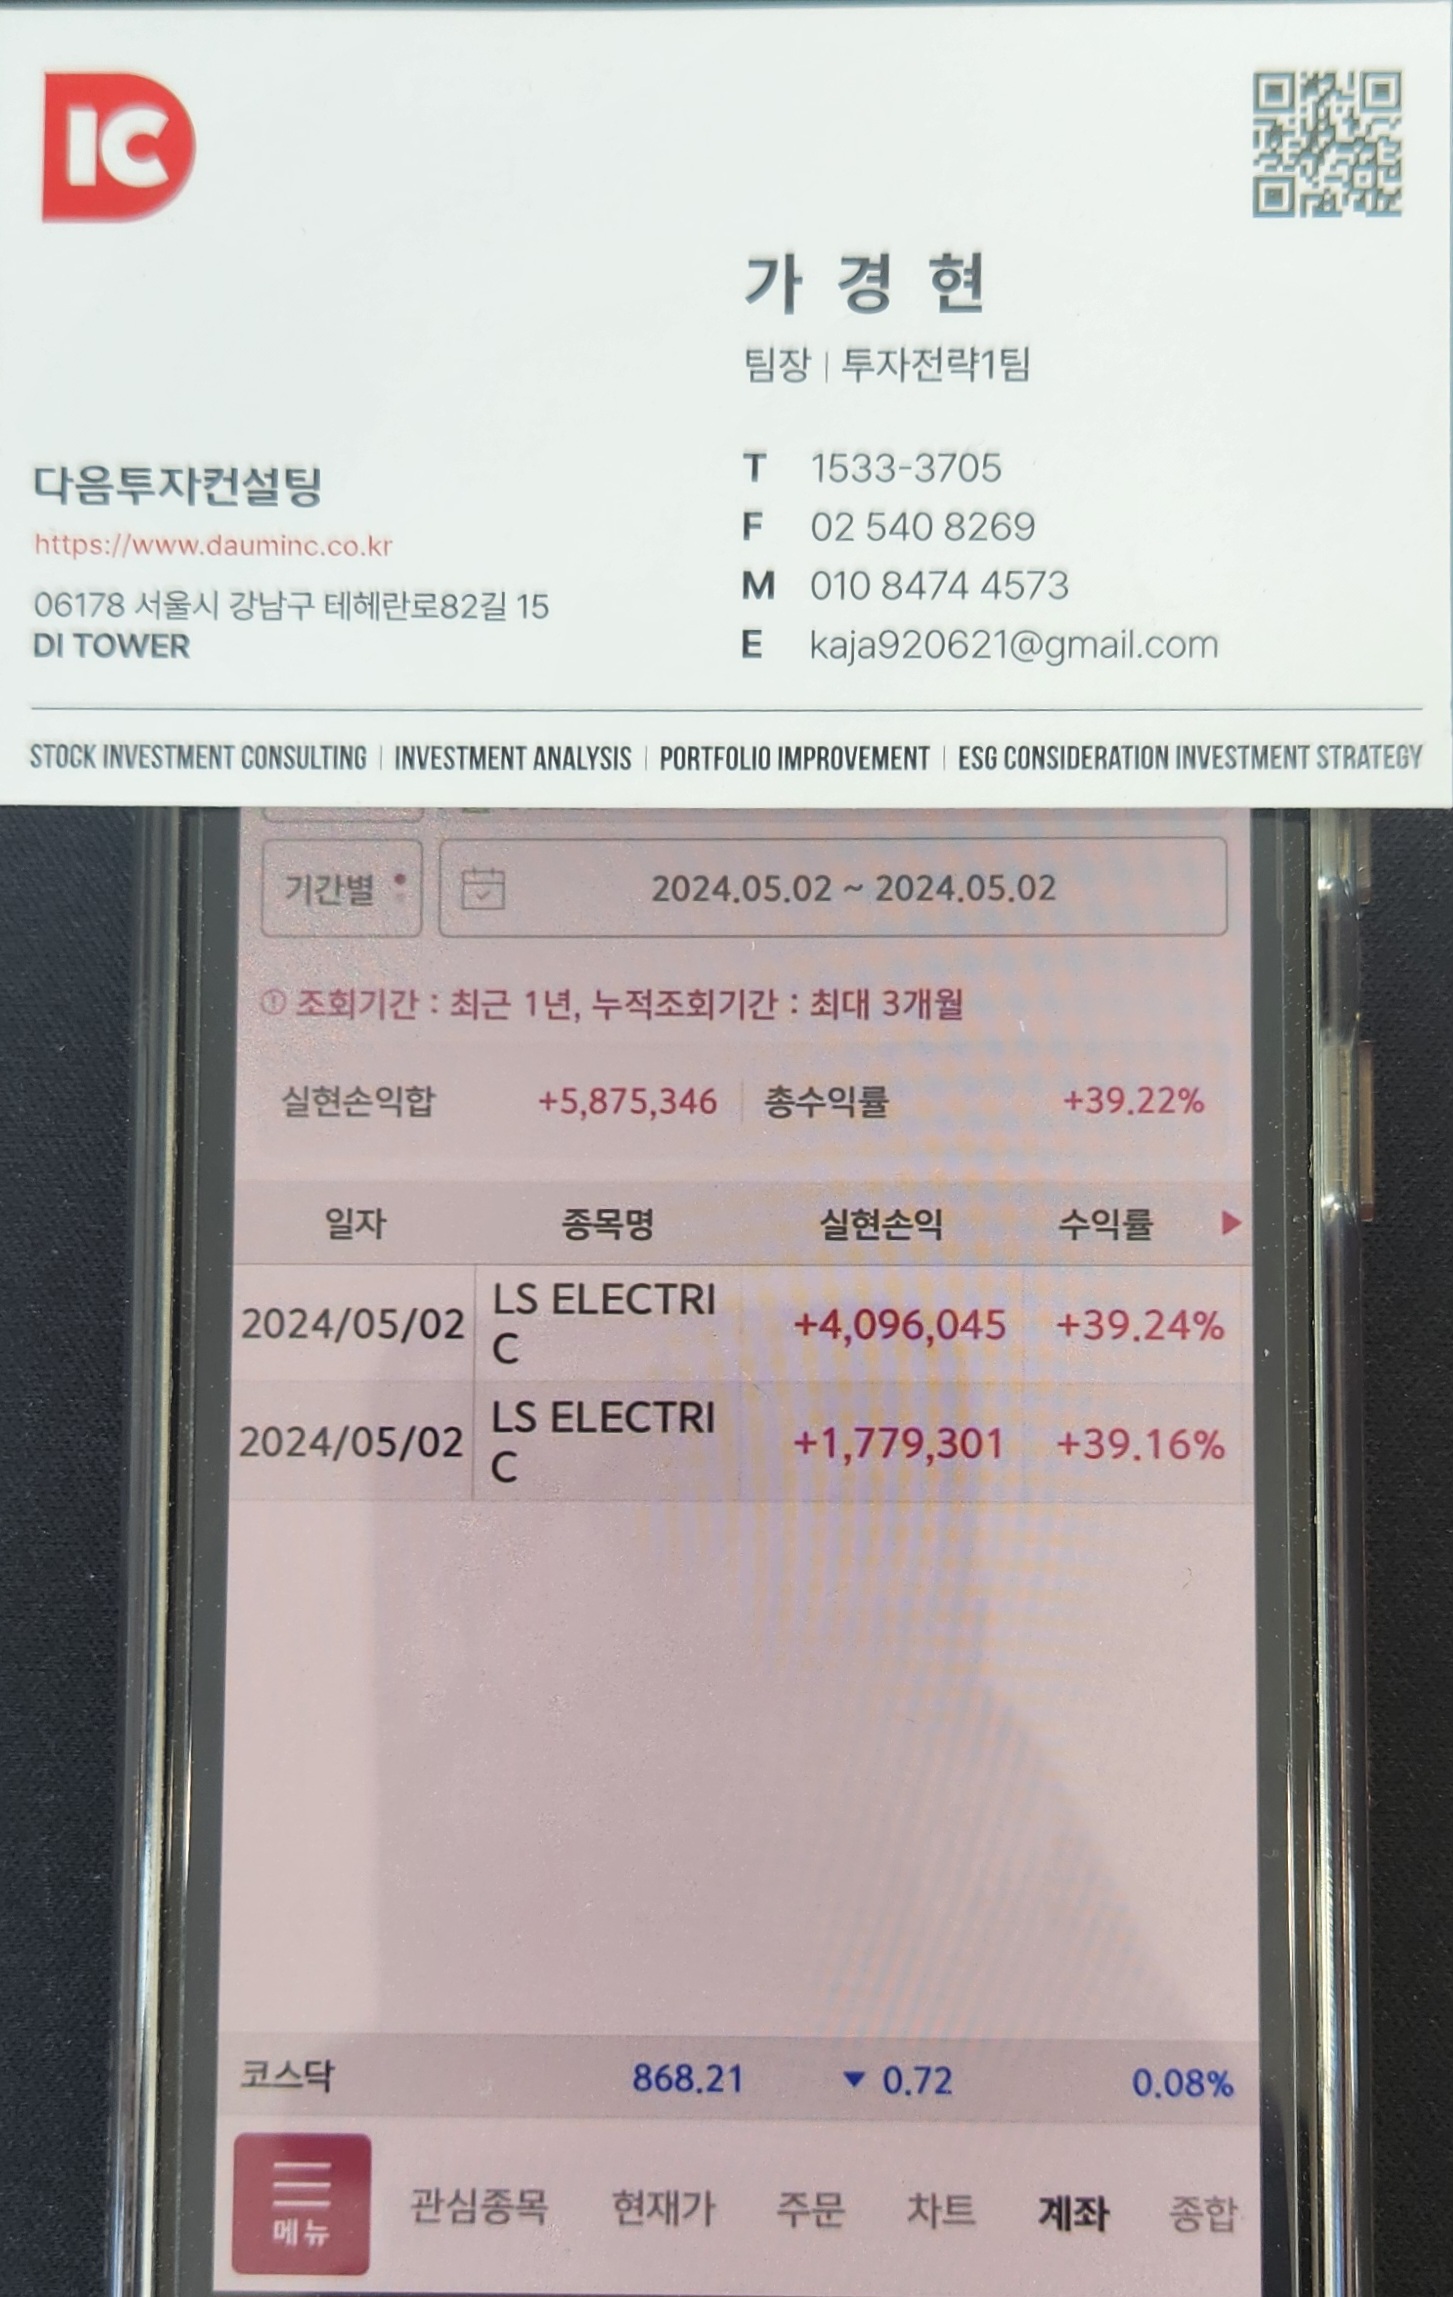 IC
가 경 현
팀장 | 투자전략1팀
다음투자컨설팅
https://www.dauminc.co.kr
06178 서울시 강남구 테헤란로82길 15
DI TOWER
T 1533-3705
F 02 540 8269
M 010 8474 4573
E kaja920621@gmail.com
STOCK INVESTMENT CONSULTING | INVESTMENT ANALYSIS | PORTFOLIO IMPROVEMENT | ESG CONSIDERATION INVESTMENT STRATEGY
기간별 2024.05.02 ~ 2024.05.02
① 조회기간 : 최근 1년, 누적조회기간 : 최대 3개월
실현손익합 +5,875,346 총수익률 +39.22%
일자 종목명 실현손익 수익률 ▶
2024/05/02 LS ELECTRI
C +4,096,045 +39.24%
2024/05/02 LS ELECTRI
C +1,779,301 +39.16%
코스닥 868.21 ▼ 0.72 0.08%
메뉴 관심종목 현재가 주문 차트 계좌 종합